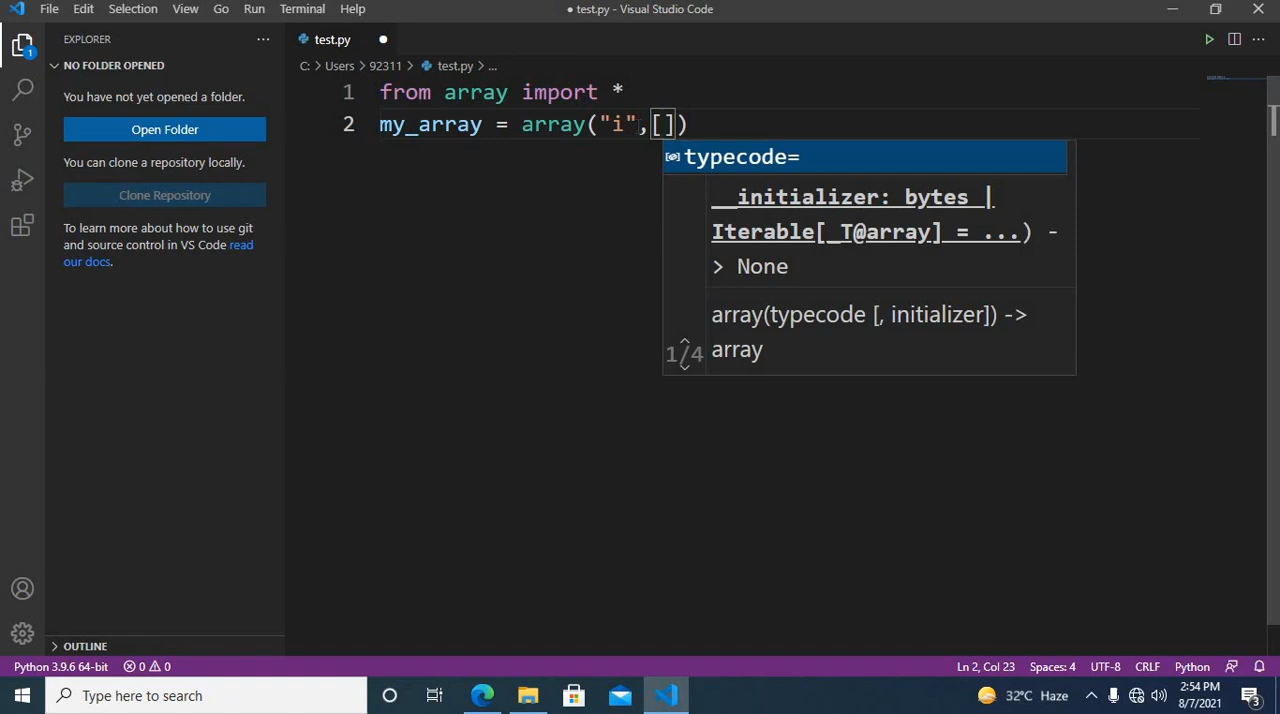 File Edit Selection View Go Run Terminal Help
● test.py - Visual Studio Code
EXPLORER
test.py
NO FOLDER OPENED
C: > Users > 92311 > test.py > ...
1
You have not yet opened a folder.
Open Folder
You can clone a repository locally.
Clone Repository
To learn more about how to use git
and source control in VS Code read
our docs.
1 from array import *
2 my_array = array("i",[])
typecode=
__initializer: bytes |
Iterable[_T@array] = ...) -
> None
array(typecode [, initializer]) ->
array
1/4
OUTLINE
Python 3.9.6 64-bit 0 0 Ln 2, Col 23 Spaces: 4 UTF-8 CRLF Python
Type here to search
32°C Haze
2:54 PM
8/7/2021
3